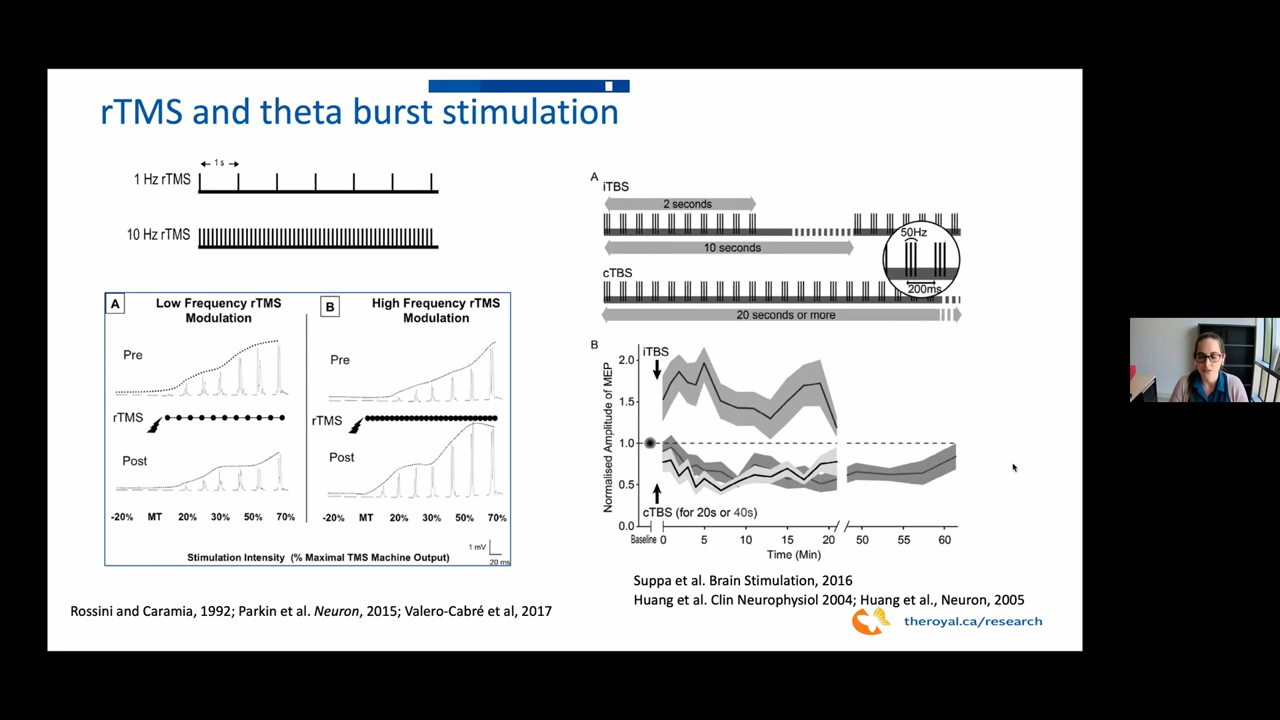 rTMS and theta burst stimulation
1 s
1 Hz rTMS
10 Hz rTMS
A
Low Frequency rTMS
Modulation
B
High Frequency rTMS
Modulation
Pre
Pre
rTMS
rTMS
Post
Post
-20% MT 20% 30% 50% 70%
-20% MT 20% 30% 50% 70%
1 mV
20 ms
Stimulation Intensity (% Maximal TMS Machine Output)
Rossini and Caramia, 1992; Parkin et al. Neuron, 2015; Valero-Cabré et al, 2017
A
iTBS
2 seconds
10 seconds
50Hz
200ms
cTBS
20 seconds or more
B
Normalised Amplitude of MEP
2.0
1.5
1.0
0.5
0.0
iTBS
cTBS (for 20s or 40s)
Baseline 0 5 10 15 20 50 55 60
Time (Min)
Suppa et al. Brain Stimulation, 2016
Huang et al. Clin Neurophysiol 2004; Huang et al., Neuron, 2005
theroyal.ca/research